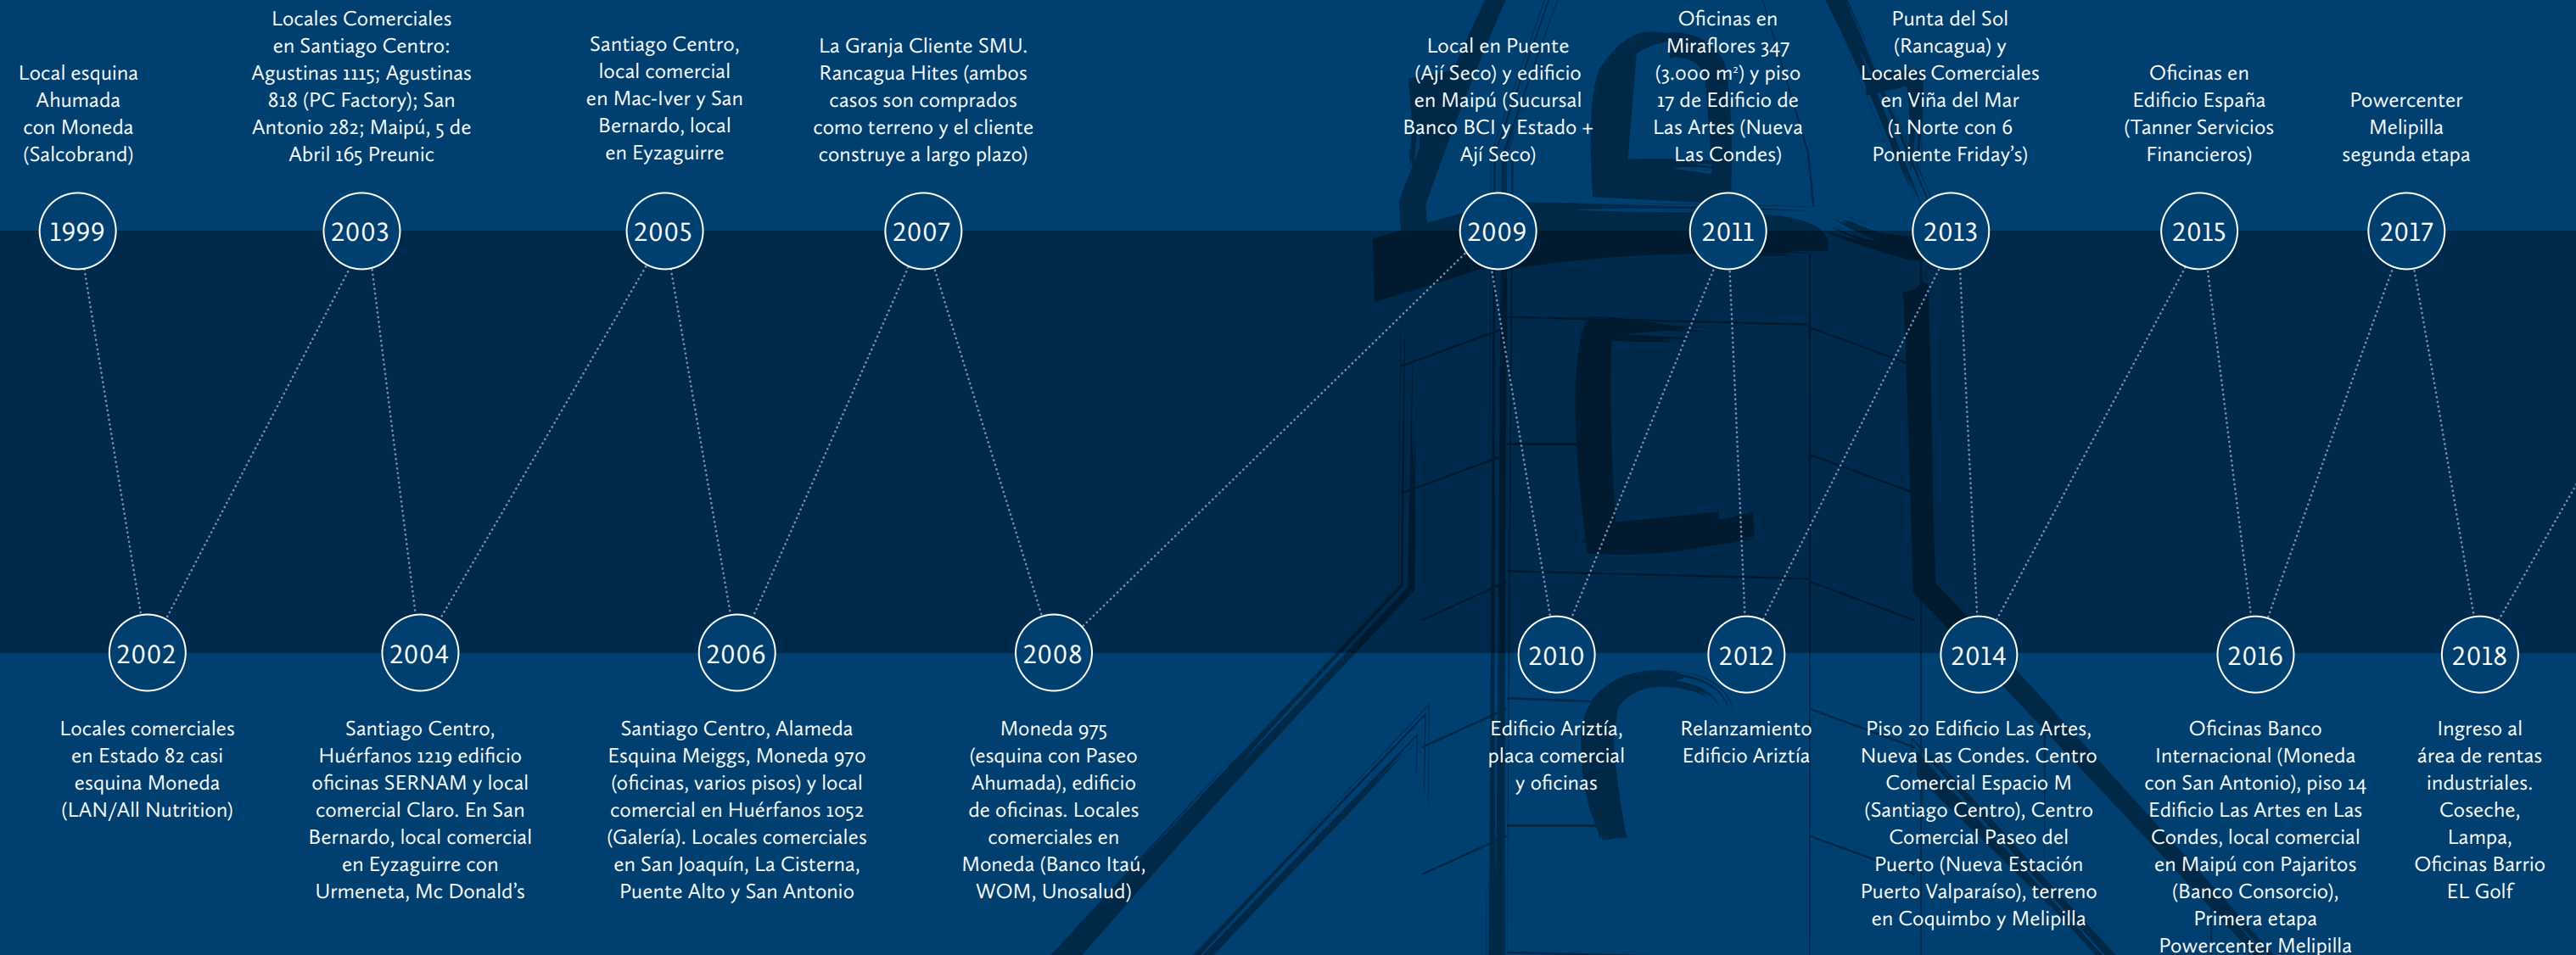 Local esquina
Ahumada
con Moneda
(Salcobrand)
1999
Locales comerciales
en Estado 82 casi
esquina Moneda
(LAN/All Nutrition)
2002
Locales Comerciales
en Santiago Centro:
Agustinas 1115; Agustinas
818 (PC Factory); San
Antonio 282; Maipú, 5 de
Abril 165 Preunic
2003
2004
Santiago Centro,
Huérfanos 1219 edificio
oficinas SERNAM y local
comercial Claro. En San
Bernardo, local comercial
en Eyzaguirre con
Urmeneta, Mc Donald’s
Santiago Centro,
local comercial
en Mac-Iver y San
Bernardo, local
en Eyzaguirre
2005
2006
Santiago Centro, Alameda
Esquina Meiggs, Moneda 970
(oficinas, varios pisos) y local
comercial en Huérfanos 1052
(Galería). Locales comerciales
en San Joaquín, La Cisterna,
Puente Alto y San Antonio
La Granja Cliente SMU.
Rancagua Hites (ambos
casos son comprados
como terreno y el cliente
construye a largo plazo)
2007
2008
Moneda 975
(esquina con Paseo
Ahumada), edificio
de oficinas. Locales
comerciales en
Moneda (Banco Itaú,
WOM, Unosalud)
Local en Puente
(Ají Seco) y edificio
en Maipú (Sucursal
Banco BCI y Estado +
Ají Seco)
2009
2010
Edificio Ariztía,
placa comercial
y oficinas
Oficinas en
Miraflores 347
(3.000 m²) y piso
17 de Edificio de
Las Artes (Nueva
Las Condes)
2011
2012
Relanzamiento
Edificio Ariztía
Punta del Sol
(Rancagua) y
Locales Comerciales
en Viña del Mar
(1 Norte con 6
Poniente Friday’s)
2013
2014
Piso 20 Edificio Las Artes,
Nueva Las Condes. Centro
Comercial Espacio M
(Santiago Centro), Centro
Comercial Paseo del
Puerto (Nueva Estación
Puerto Valparaíso), terreno
en Coquimbo y Melipilla
Oficinas en
Edificio España
(Tanner Servicios
Financieros)
2015
2016
Oficinas Banco
Internacional (Moneda
con San Antonio), piso 14
Edificio Las Artes en Las
Condes, local comercial
en Maipú con Pajaritos
(Banco Consorcio),
Primera etapa
Powercenter Melipilla
Powercenter
Melipilla
segunda etapa
2017
2018
Ingreso al
área de rentas
industriales.
Coseche,
Lampa,
Oficinas Barrio
EL Golf